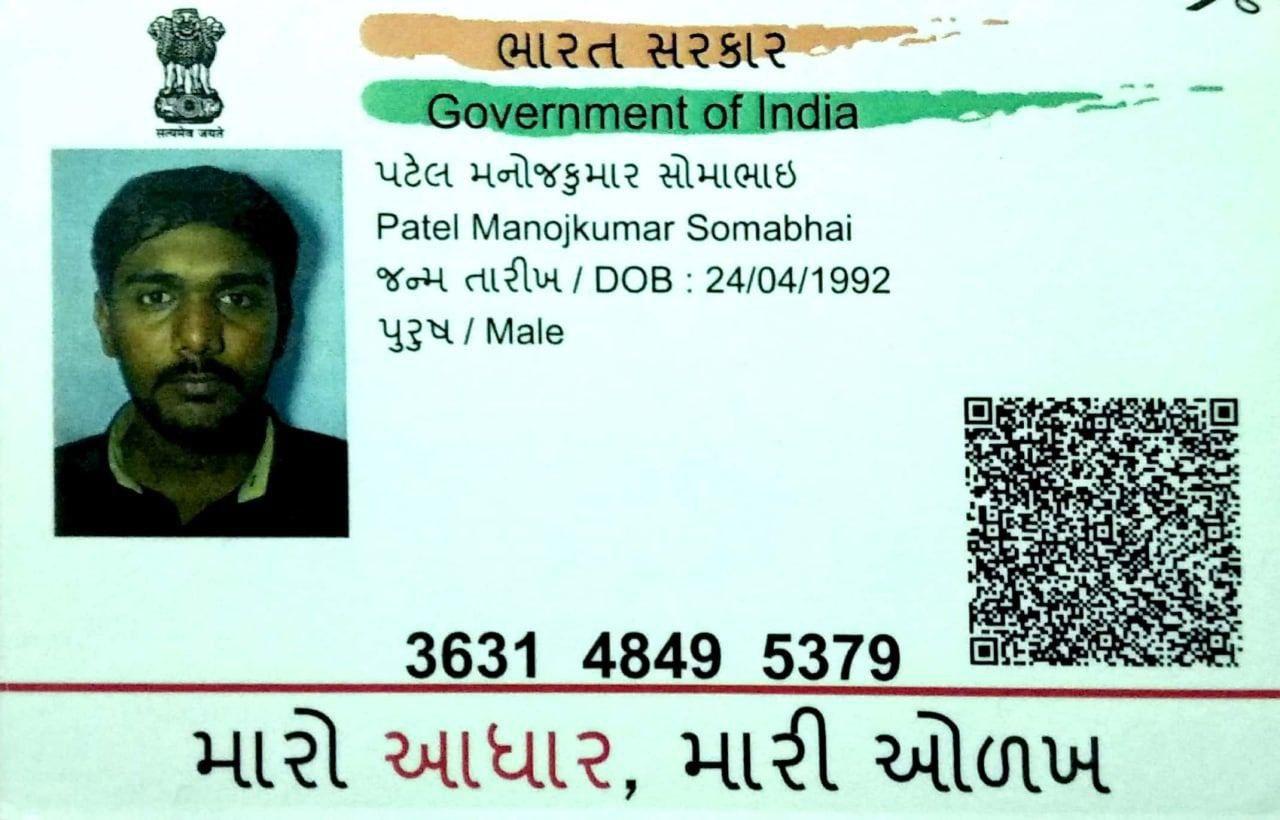 ભારત સરકાર
Government of India
सत्यमेव जयते
પટેલ મનોજકુમાર સોમાભાઇ
Patel Manojkumar Somabhai
જન્મ તારીખ / DOB : 24/04/1992
પુરુષ / Male
3631 4849 5379
મારો આધાર, મારી ઓળખ